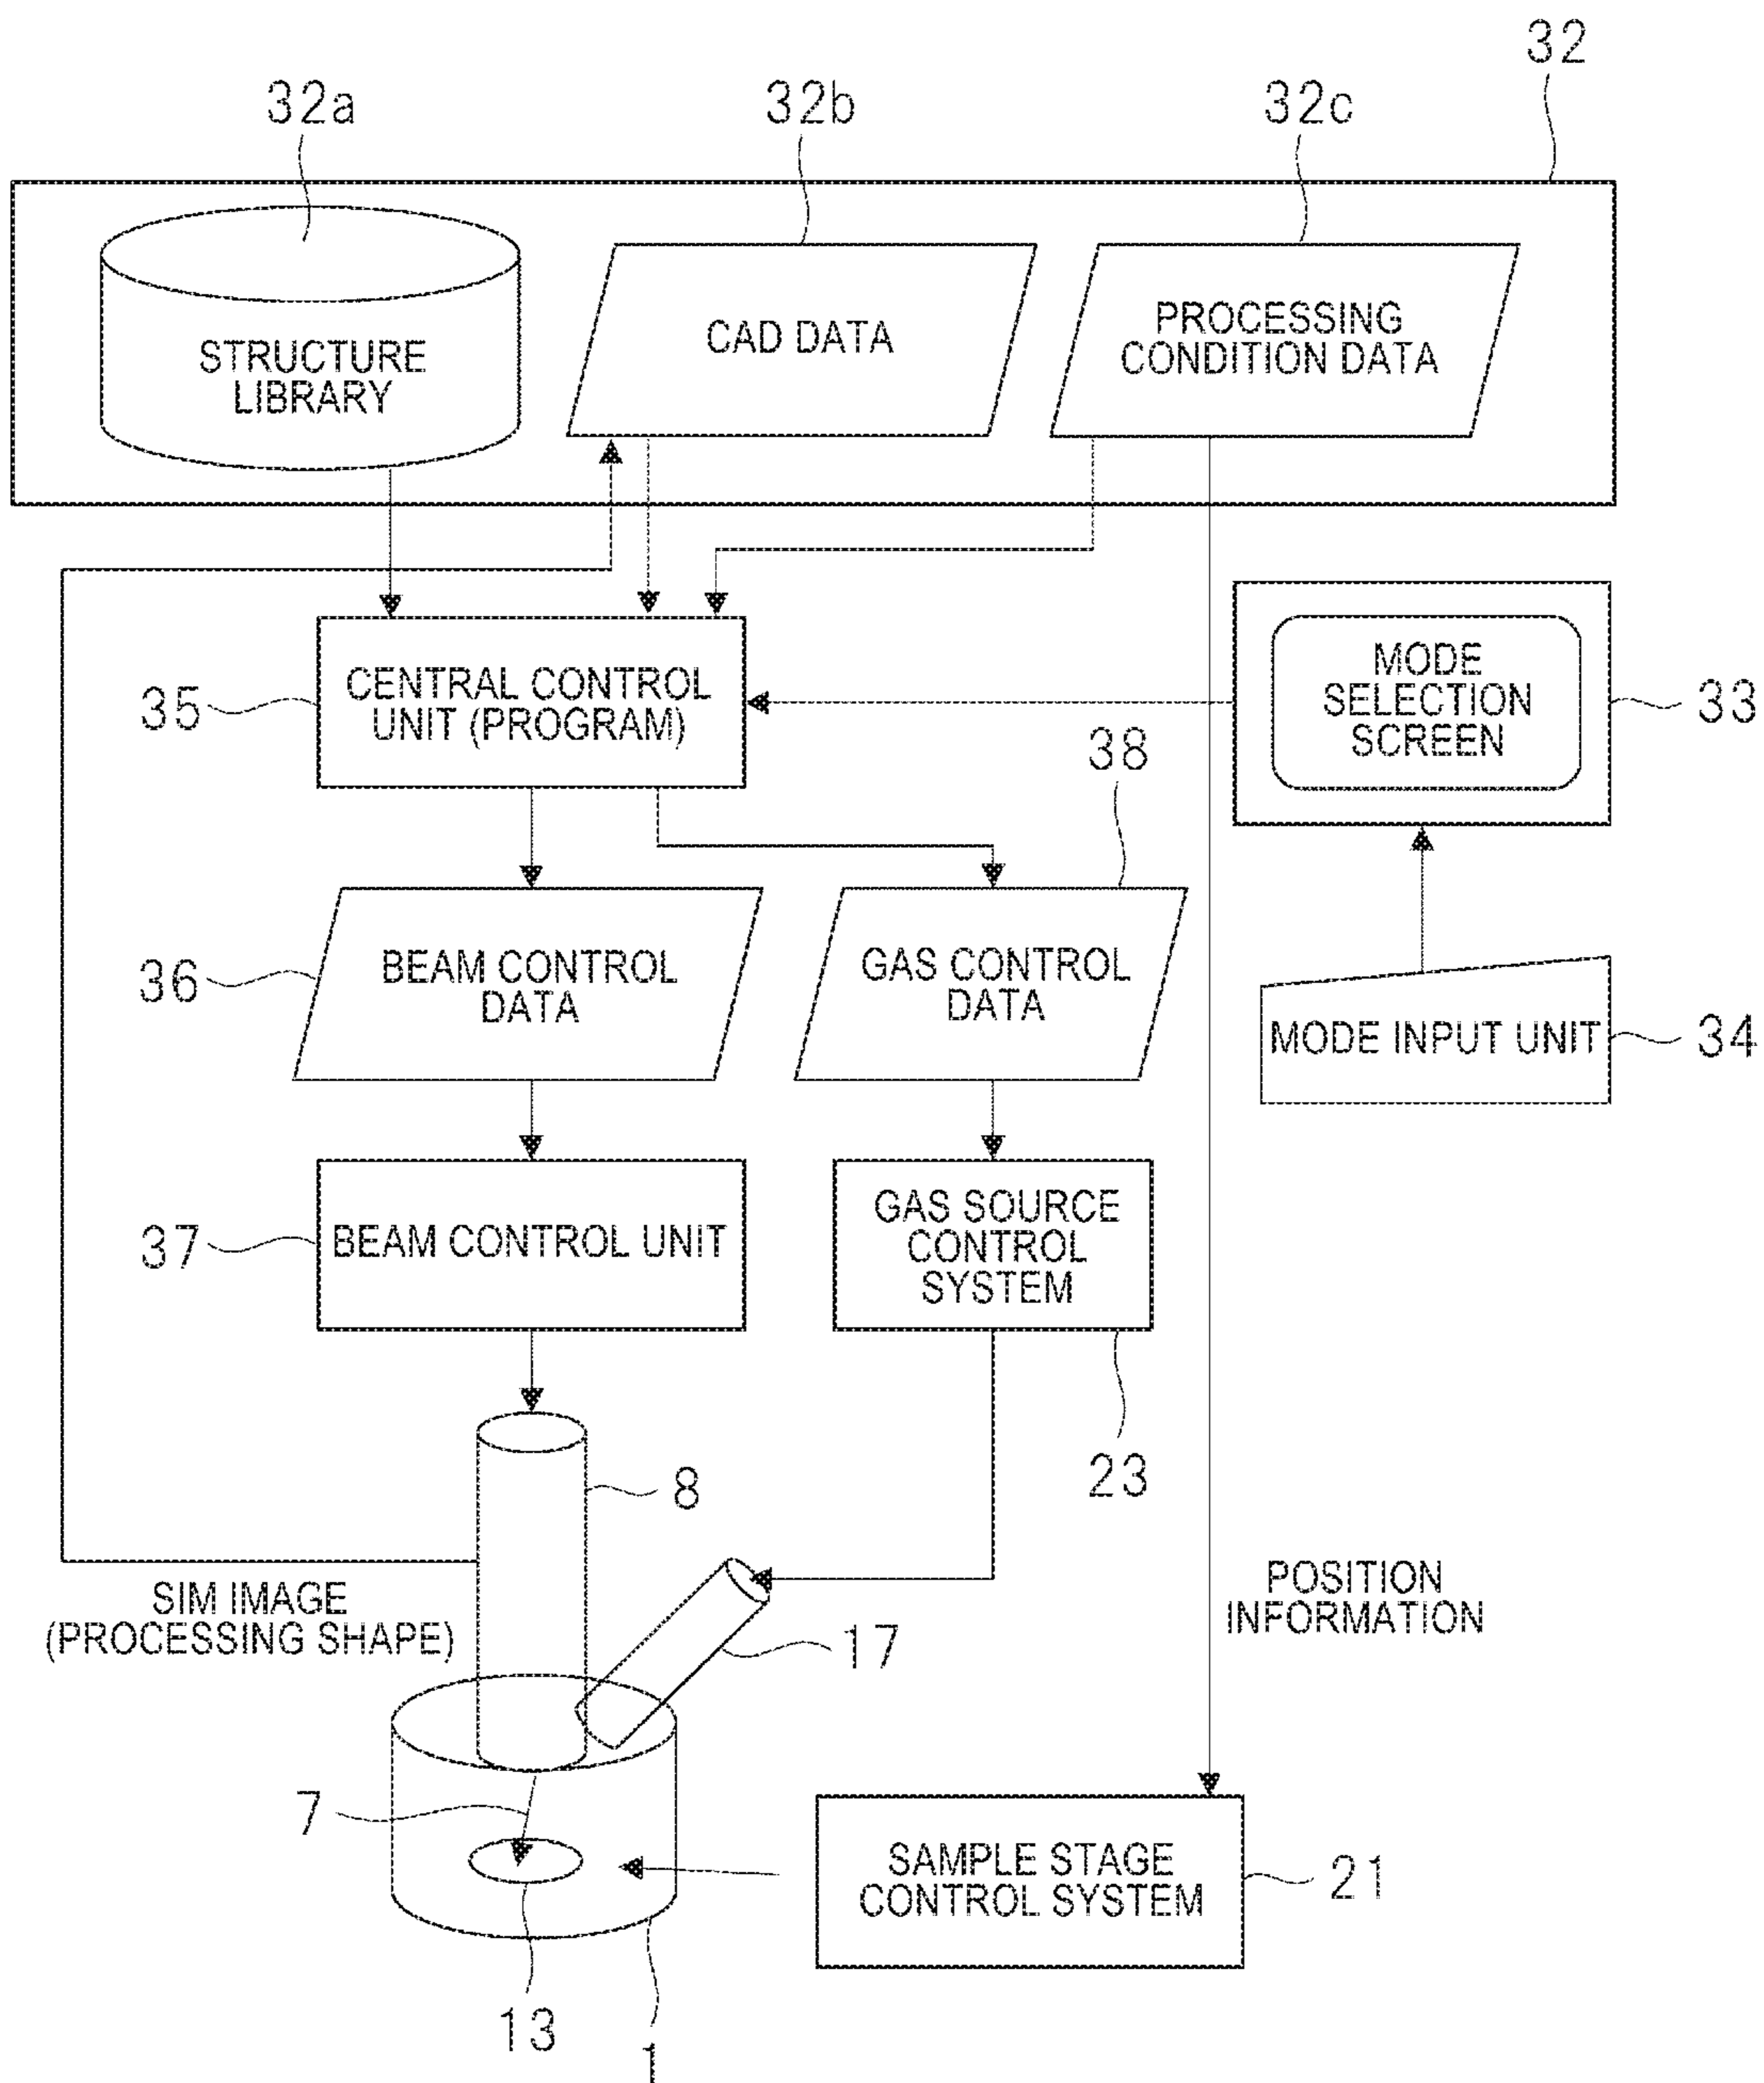 32
32a
32b
32c
STRUCTURE
LIBRARY
CAD DATA
PROCESSING
CONDITION DATA
35
CENTRAL CONTROL
UNIT (PROGRAM)
MODE
SELECTION
SCREEN
33
38
36
BEAM CONTROL
DATA
GAS CONTROL
DATA
MODE INPUT UNIT
34
37
BEAM CONTROL UNIT
GAS SOURCE
CONTROL
SYSTEM
23
8
SIM IMAGE
(PROCESSING SHAPE)
17
POSITION
INFORMATION
7
SAMPLE STAGE
CONTROL SYSTEM
21
13
1